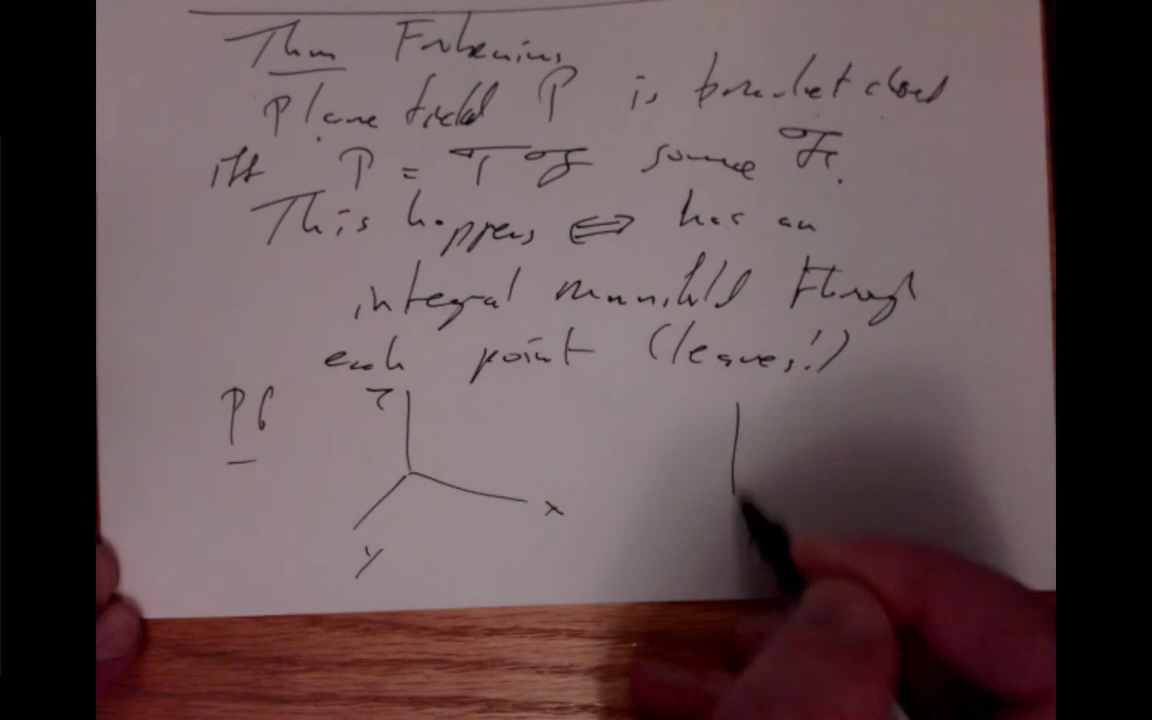 Thm Frobenius
Plane field P is bracket closed
iff P = TF some F.
This happens ⇔ has an
integral manifold through
each point (leaves!)
Pf
z
x
y